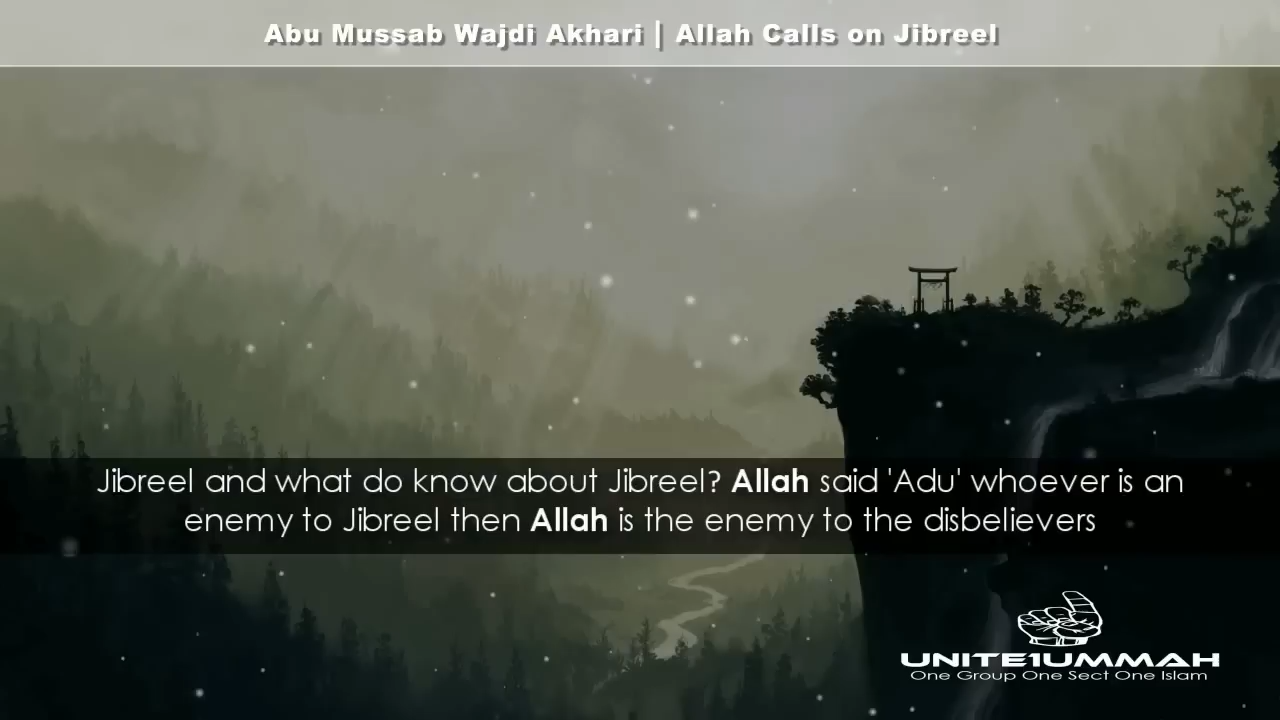 Abu Mussab Wajdi Akhari | Allah Calls on Jibreel
Jibreel and what do know about Jibreel? Allah said 'Adu' whoever is an
enemy to Jibreel then Allah is the enemy to the disbelievers
UNITE1UMMAH
One Group One Sect One Islam